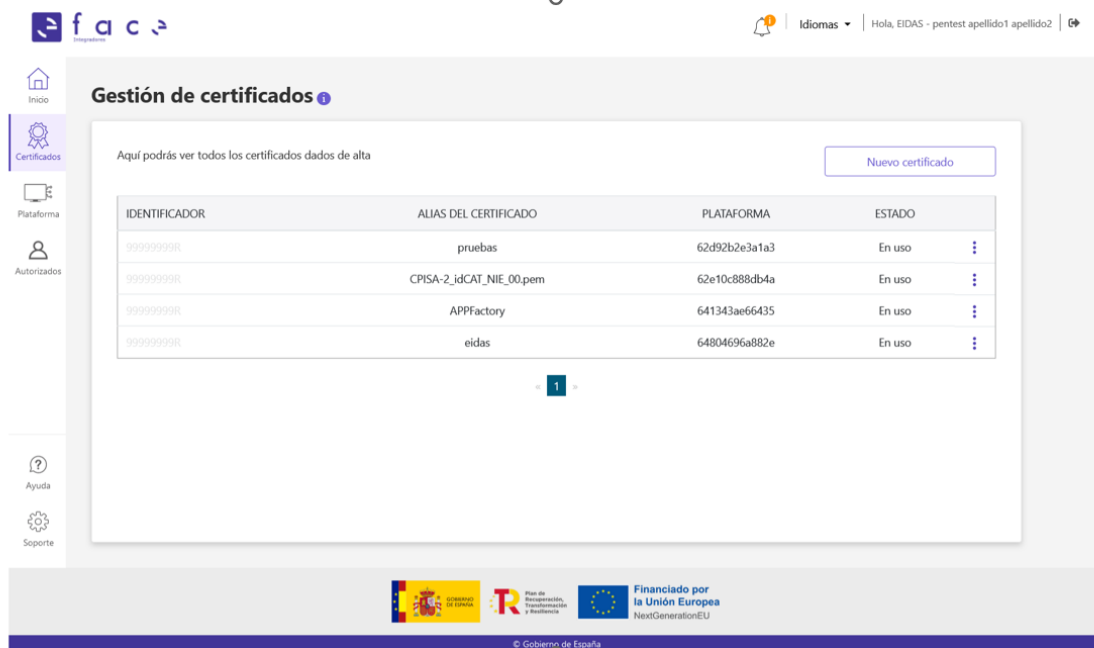 face
Integradores
1
Idiomas
Hola, EIDAS - pentest apellido1 apellido2
Inicio
Certificados
Plataforma
Autorizados
Ayuda
Soporte
Gestión de certificados
Aquí podrás ver todos los certificados dados de alta
Nuevo certificado
IDENTIFICADOR ALIAS DEL CERTIFICADO PLATAFORMA ESTADO
99999999R pruebas 62d92b2e3a1a3 En uso
99999999R CPISA-2_idCAT_NIE_00.pem 62e10c888db4a En uso
99999999R APPFactory 641343ae66435 En uso
99999999R eidas 64804696a882e En uso
« 1 »
GOBIERNO
DE ESPAÑA
Plan de
Recuperación,
Transformación
y Resiliencia
Financiado por
la Unión Europea
NextGenerationEU
© Gobierno de España